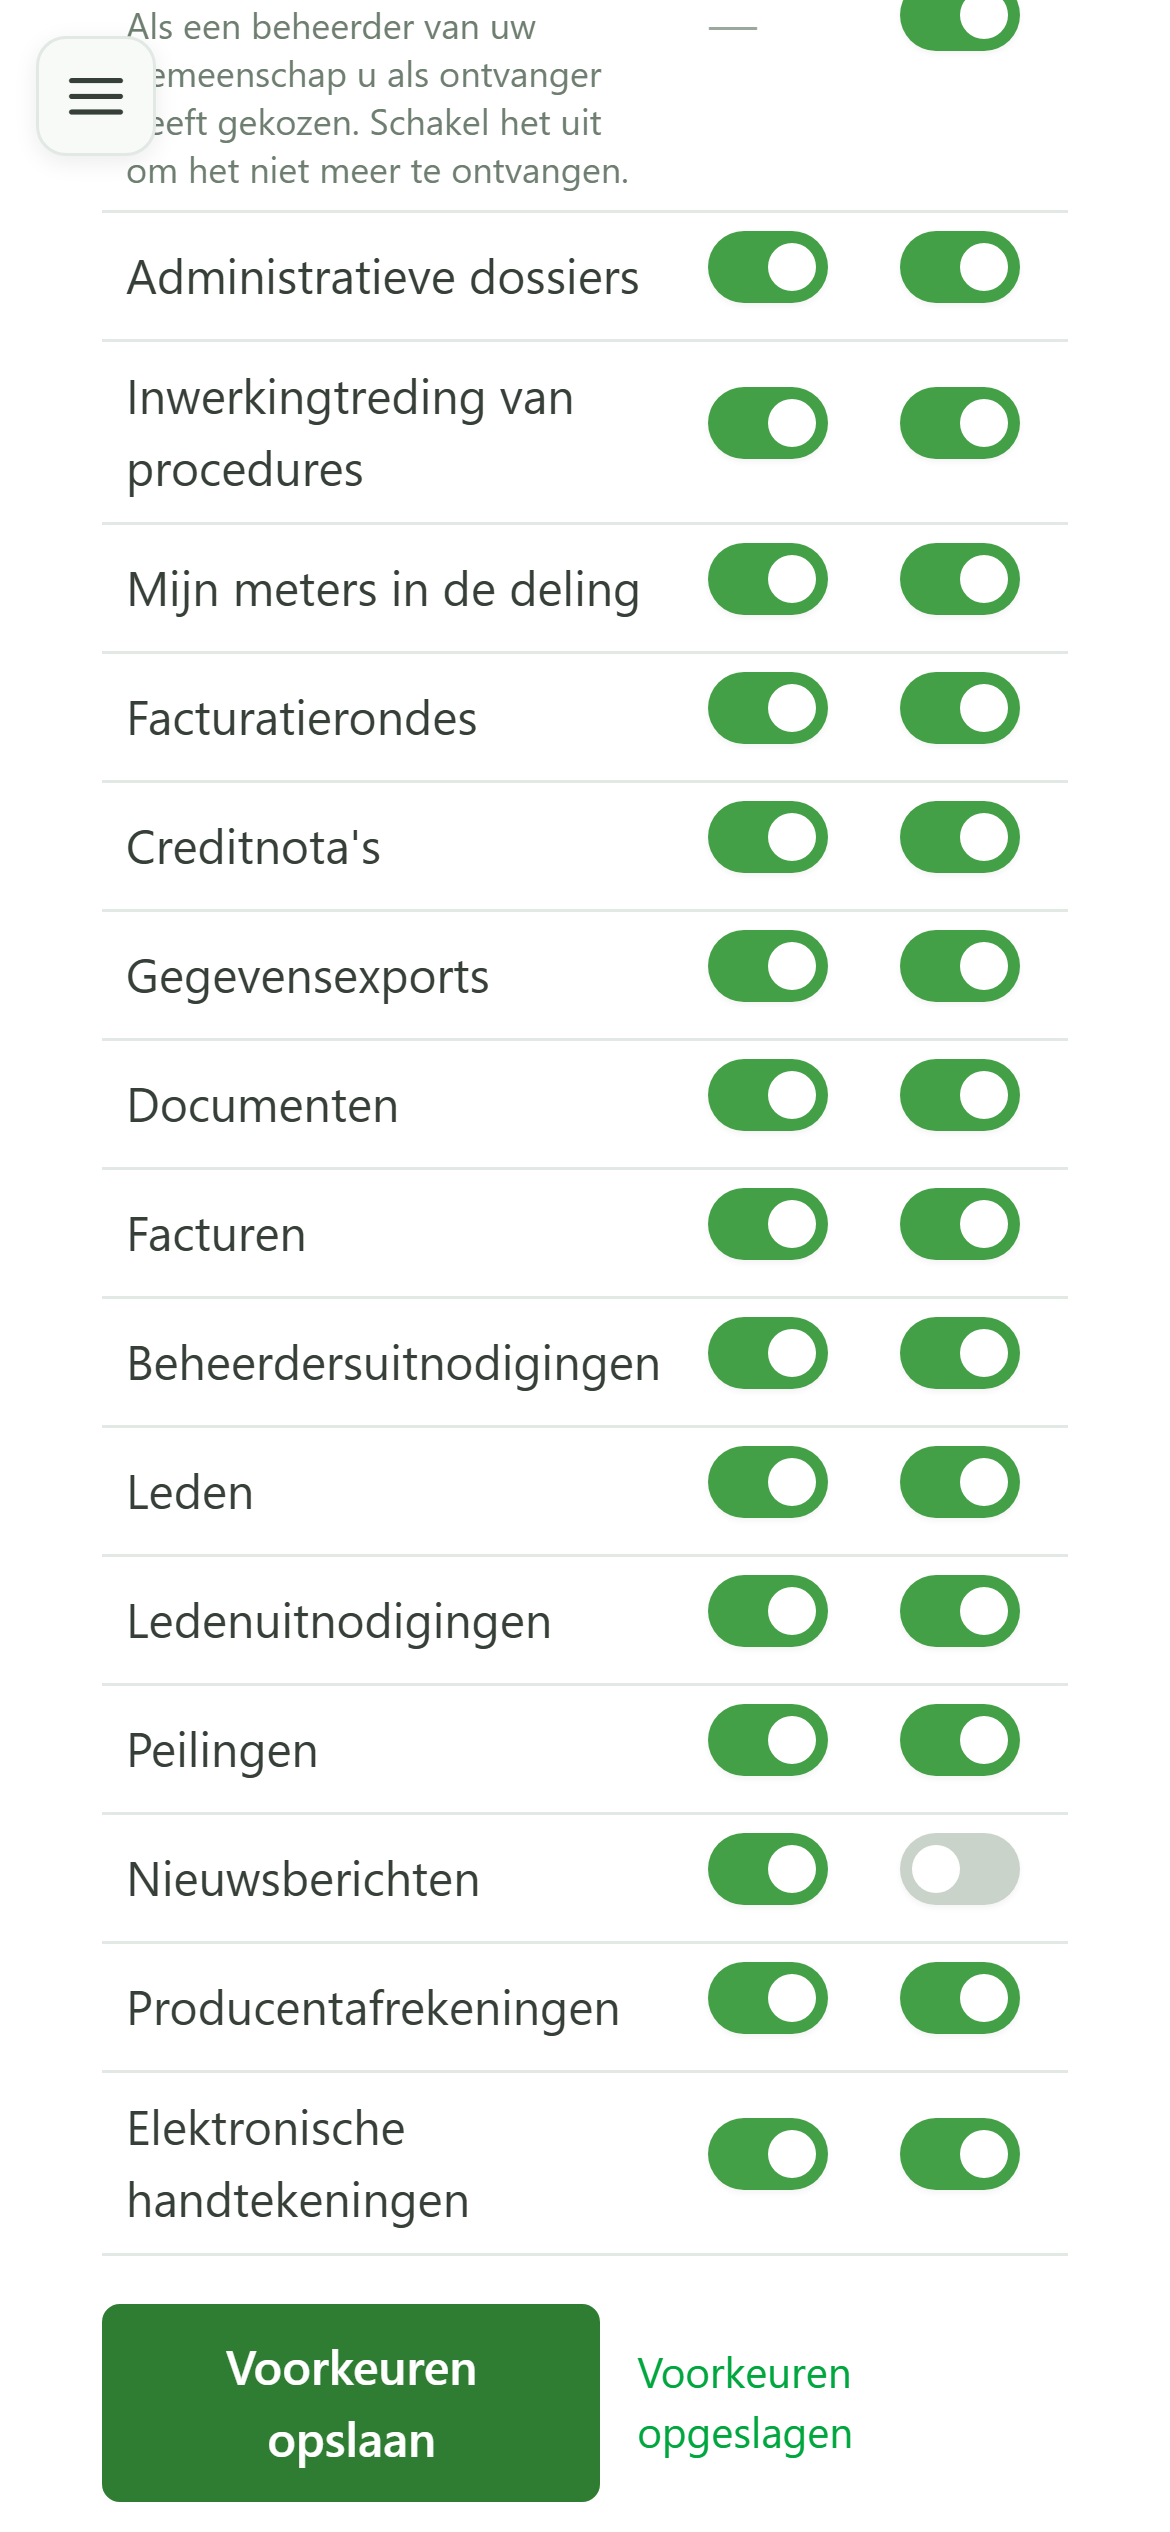 Als een beheerder van uw
emeenschap u als ontvanger
eeft gekozen. Schakel het uit
om het niet meer te ontvangen.
—
Administratieve dossiers
Inwerkingtreding van
procedures
Mijn meters in de deling
Facturatierondes
Creditnota's
Gegevensexports
Documenten
Facturen
Beheerdersuitnodigingen
Leden
Ledenuitnodigingen
Peilingen
Nieuwsberichten
Producentafrekeningen
Elektronische
handtekeningen
Voorkeuren
opslaan
Voorkeuren
opgeslagen